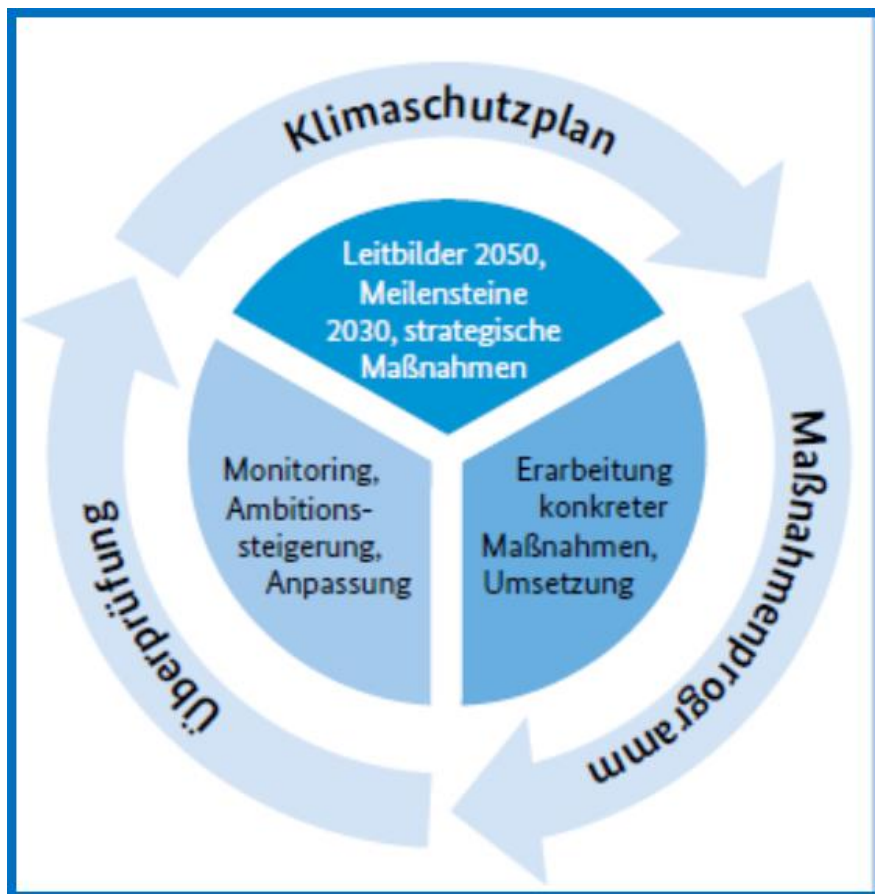 Klimaschutzplan
Leitbilder 2050,
Meilensteine
2030, strategische
Maßnahmen
Monitoring,
Ambitions-
steigerung,
Anpassung
Erarbeitung
konkreter
Maßnahmen,
Umsetzung
Maßnahmenprogramm
Überprüfung